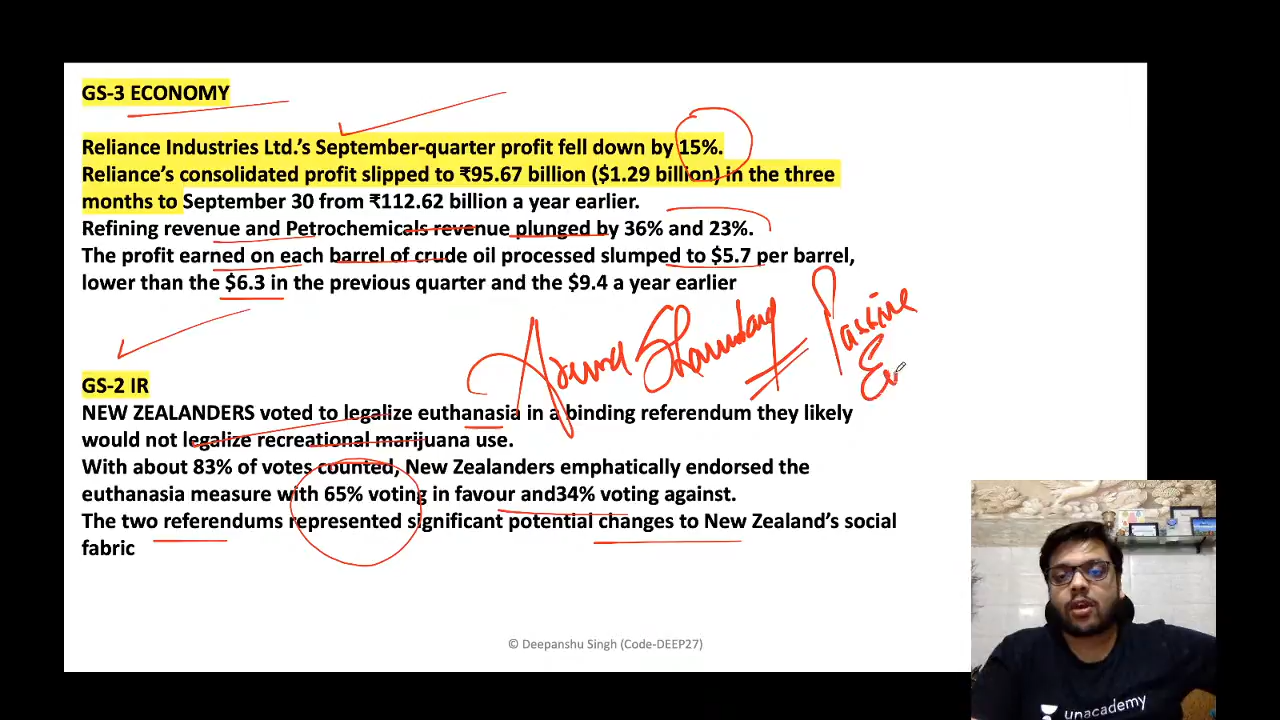 GS-3 ECONOMY
Reliance Industries Ltd.'s September-quarter profit fell down by 15%.
Reliance's consolidated profit slipped to ₹95.67 billion ($1.29 billion) in the three
months to September 30 from ₹112.62 billion a year earlier.
Refining revenue and Petrochemicals revenue plunged by 36% and 23%.
The profit earned on each barrel of crude oil processed slumped to $5.7 per barrel,
lower than the $6.3 in the previous quarter and the $9.4 a year earlier
Aruna Shanubag Passive
Eu
GS-2 IR
NEW ZEALANDERS voted to legalize euthanasia in a binding referendum they likely
would not legalize recreational marijuana use.
With about 83% of votes counted, New Zealanders emphatically endorsed the
euthanasia measure with 65% voting in favour and34% voting against.
The two referendums represented significant potential changes to New Zealand's social
fabric
© Deepanshu Singh (Code-DEEP27)
unacademy